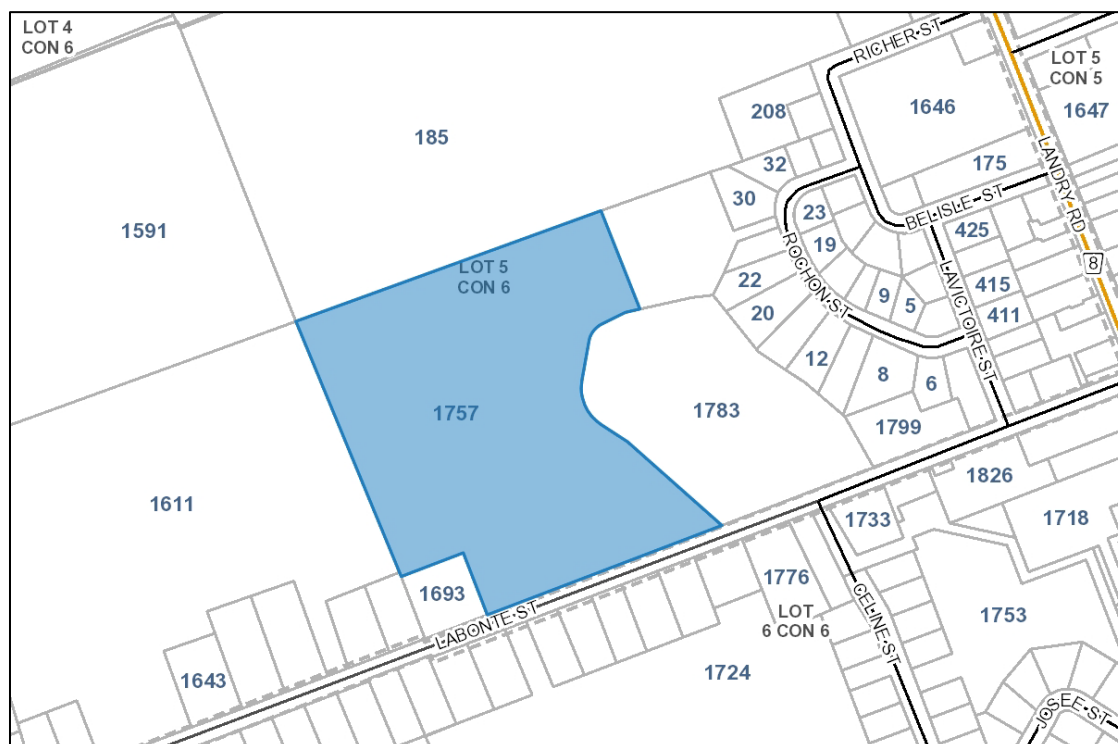 LOT 4
CON 6
RICHER ST
LOT 5
CON 5
208
1646
1647
185
LANDRY RD
32
175
30
BELISLE ST
23
425
1591
19
ROCHON ST
LAVICTOIRE ST
8
LOT 5
CON 6
22
9
5
415
20
411
12
8
6
1757
1783
1799
1611
1826
1733
1718
1693
1776
CELINE ST
LABONTE ST
LOT
6 CON 6
1753
1643
1724
JOSEE ST